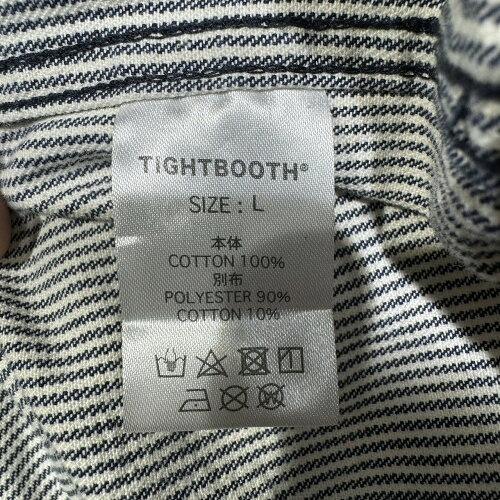 TIGHTBOOTH®
SIZE : L
本体
COTTON 100%
別布
POLYESTER 90%
COTTON 10%